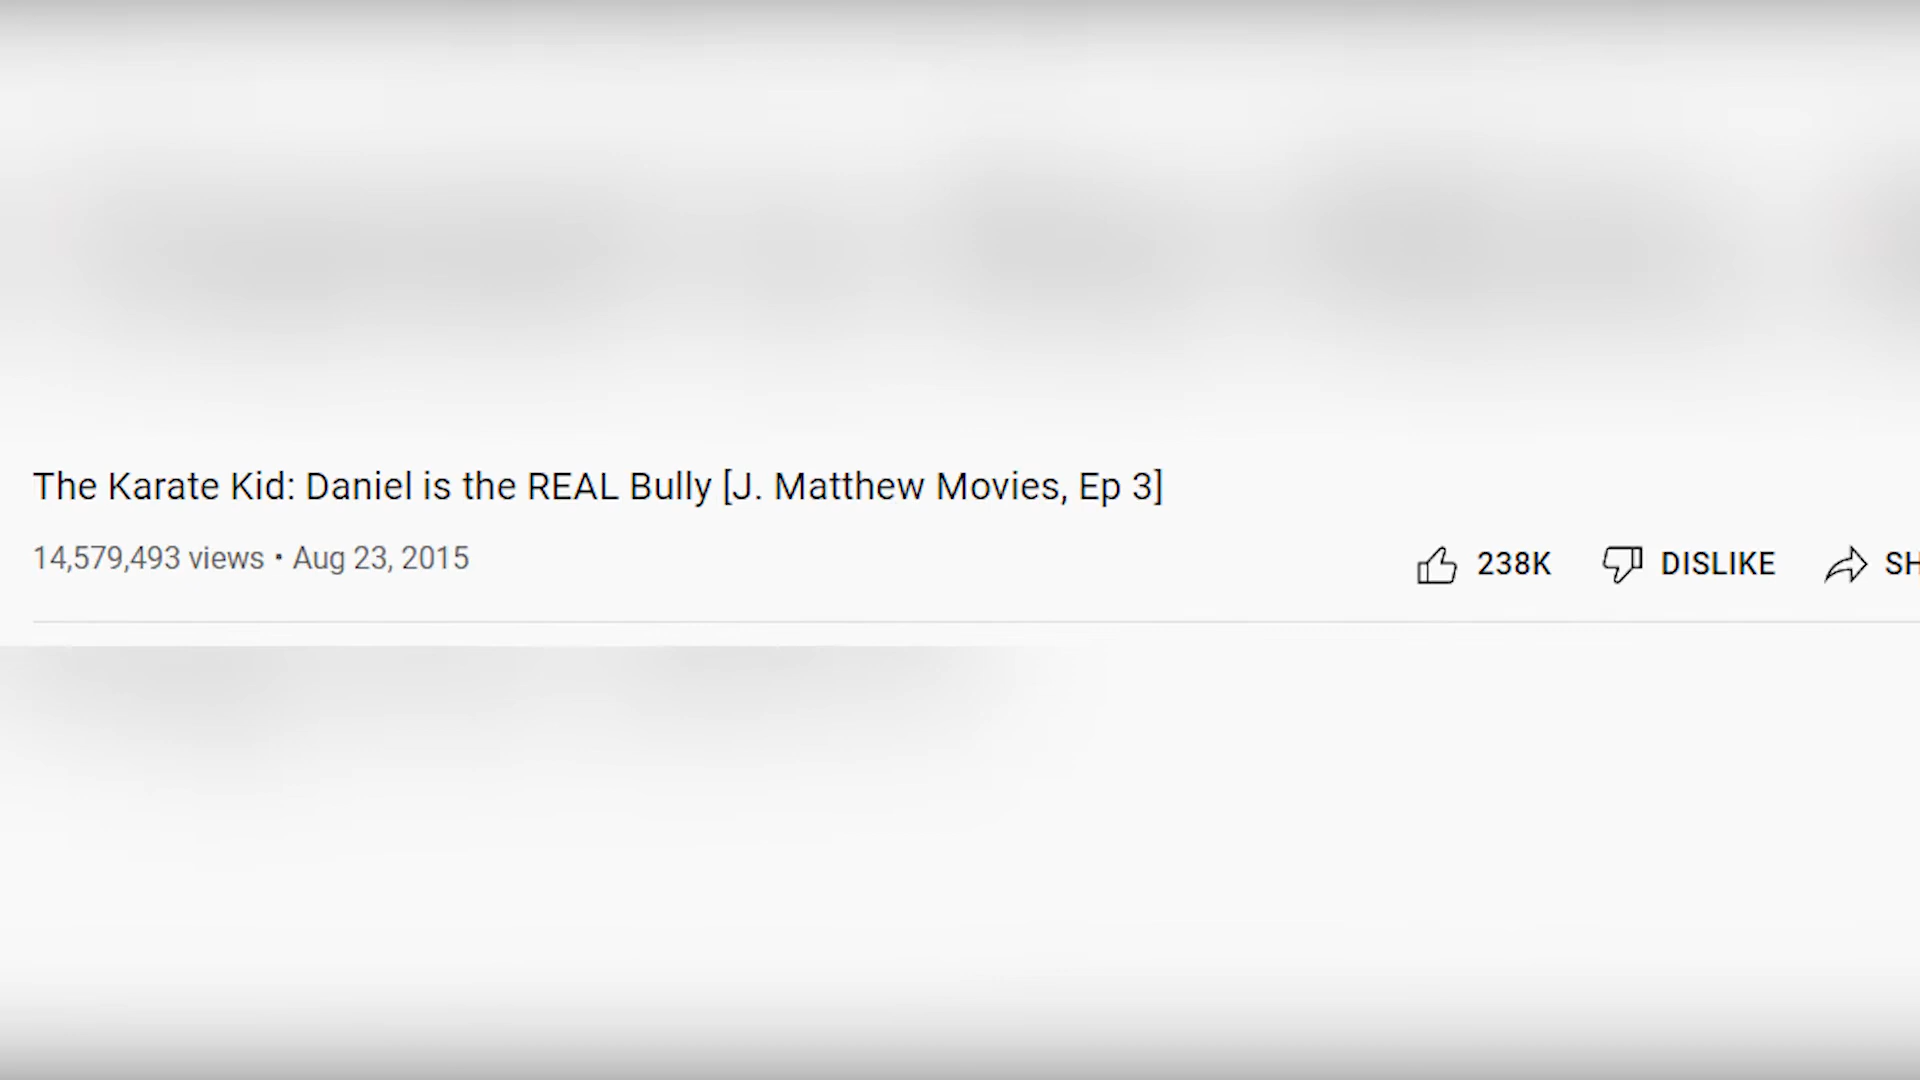 The Karate Kid: Daniel is the REAL Bully [J. Matthew Movies, Ep 3]
14,579,493 views • Aug 23, 2015
238K DISLIKE SH